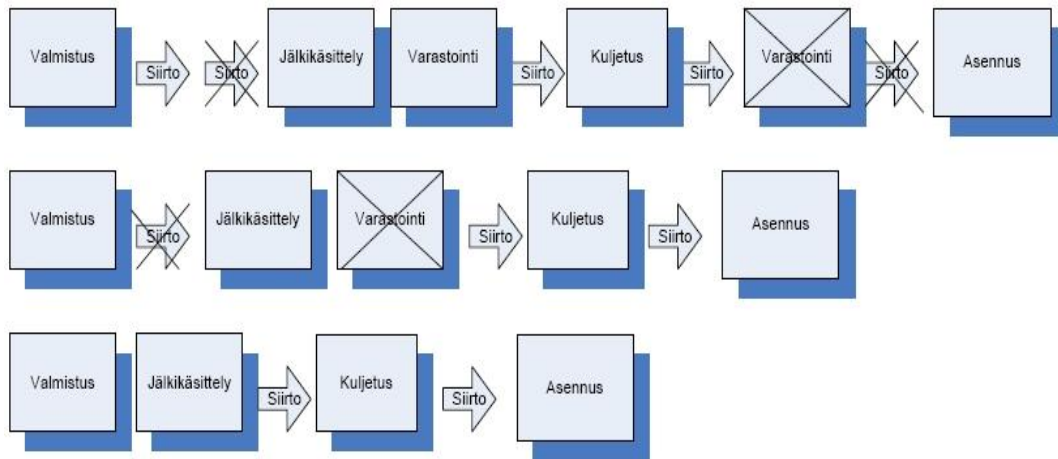 Valmistus Siirto Siirto Jälkikäsittely Varastointi Siirto Kuljetus Siirto Varastointi Siirto Asennus
Valmistus Siirto Jälkikäsittely Varastointi Siirto Kuljetus Siirto Asennus
Valmistus Jälkikäsittely Siirto Kuljetus Siirto Asennus